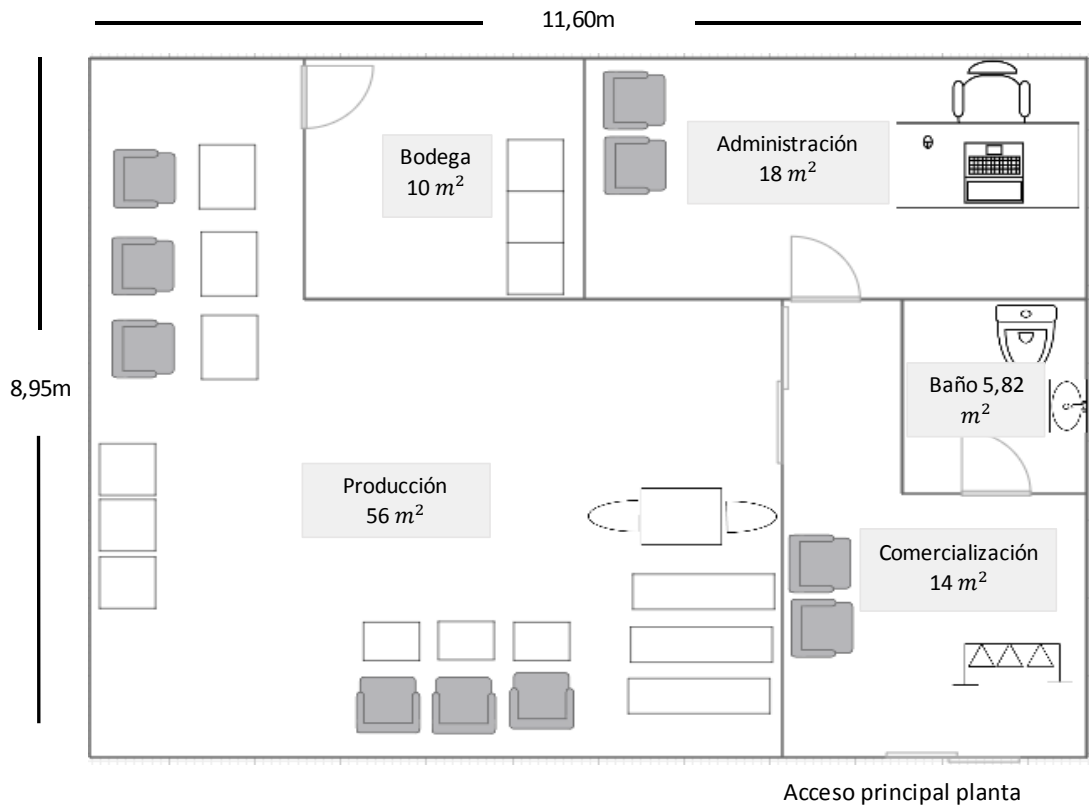 11,60m
Bodega
10 m²
Administración
18 m²
8,95m
Baño 5,82
m²
Producción
56 m²
Comercialización
14 m²
Acceso principal planta